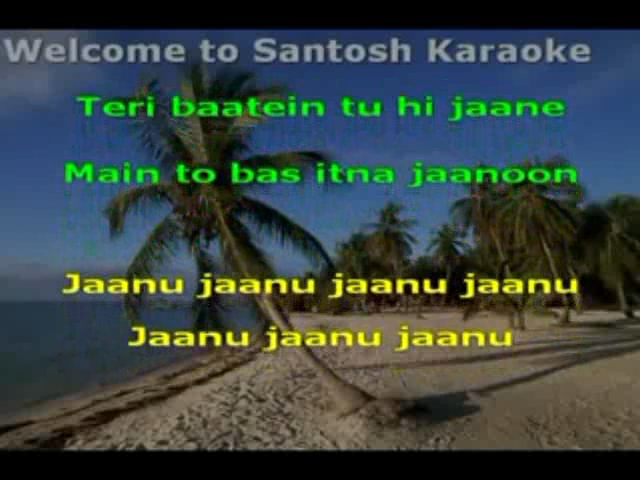 Welcome to Santosh Karaoke
Teri baatein tu hi jaane
Main to bas itna jaanoon
Jaanu jaanu jaanu jaanu
Jaanu jaanu jaanu